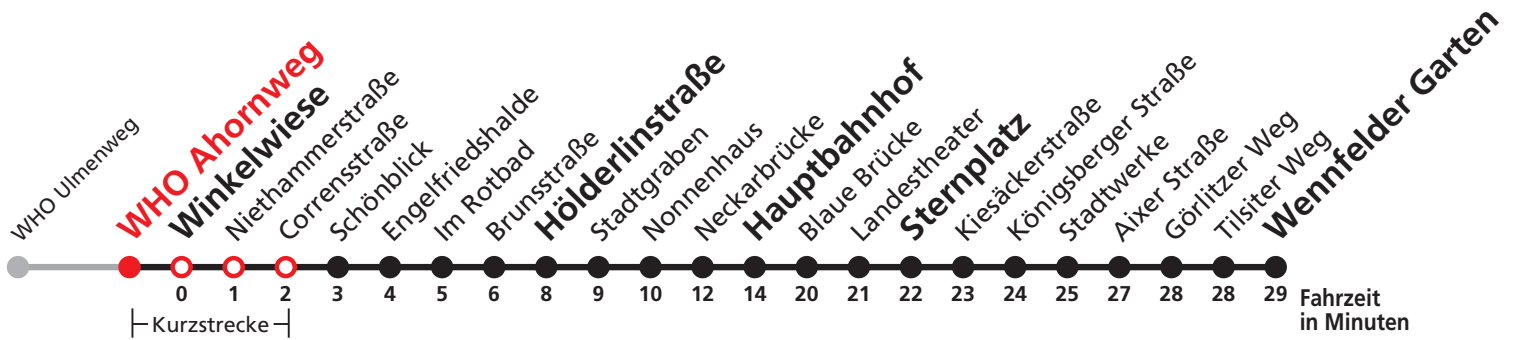 WHO Ulmenweg
WHO Ahornweg
Winkelwiese
Niethammerstraße
Corrensstraße
Schönblick
Engelfriedshalde
Im Rotbad
Brunsstraße
Hölderlinstraße
Stadtgraben
Nonnenhaus
Neckarbrücke
Hauptbahnhof
Blaue Brücke
Landestheater
Sternplatz
Kiesäckerstraße
Königsberger Straße
Stadtwerke
Aixer Straße
Görlitzer Weg
Tilsiter Weg
Wennfelder Garten
0 1 2 3 4 5 6 8 9 10 12 14 20 21 22 23 24 25 27 28 28 29
Fahrzeit
in Minuten
Kurzstrecke